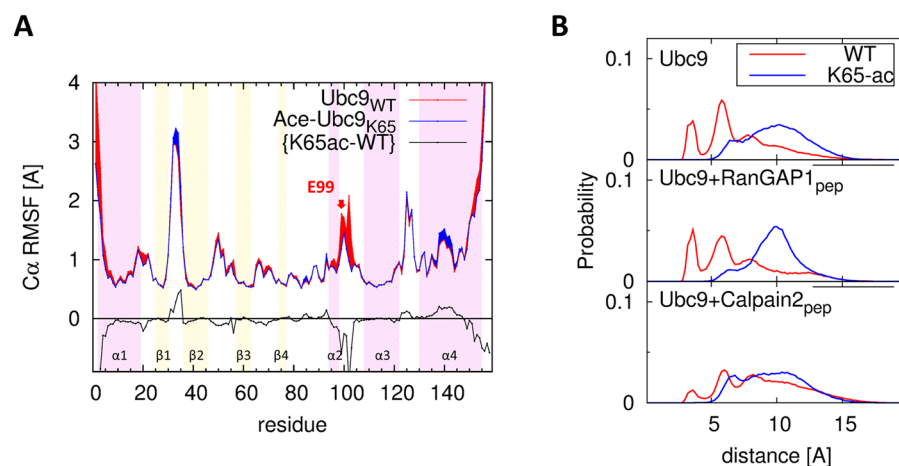 A
B
4
3
2
1
0
Cα RMSF [A]
Ubc9WT
Ace-Ubc9K65
{K65ac-WT}
E99
α1
β1
β2
β3
β4
α2
α3
α4
0 20 40 60 80 100 120 140
residue
Ubc9
WT
K65-ac
0.1
0
Ubc9+RanGAP1pep
0.1
0
Ubc9+Calpain2pep
0.1
0
Probability
5 10 15
distance [A]